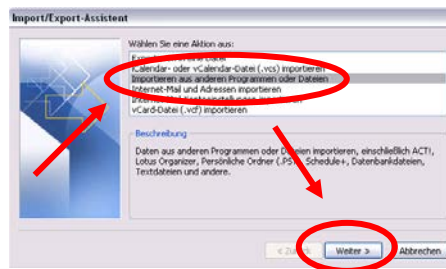 Import/Export-Assistent
Wählen Sie eine Aktion aus:
iCalendar- oder vCalendar-Datei (.vcs) importieren
Importieren aus anderen Programmen oder Dateien
Internet-Mail und Adressen importieren
vCard-Datei (.vcf) importieren
Beschreibung
Daten aus anderen Programmen oder Dateien importieren, einschließlich ACT!,
Lotus Organizer, Persönliche Ordner (.PST), Schedule+, Datenbankdateien,
Textdateien und andere.
Weiter >
Abbrechen